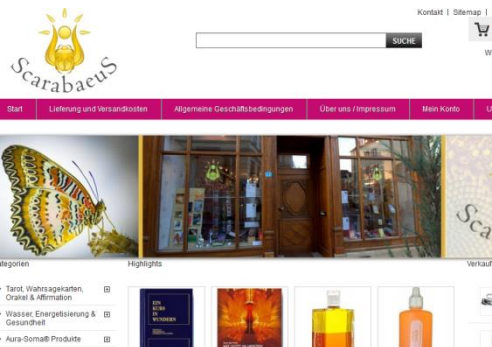 Kontakt | Sitemap |
SCarabaeuS
SUCHE
Start
Lieferung und Versandkosten
Allgemeine Geschäftsbedingungen
Über uns / Impressum
Mein Konto
U
ategorien
Highlights
Verkauf
Tarot, Wahrsagekarten,
Orakel & Affirmation
Wasser, Energetisierung &
Gesundheit
Aura-Soma® Produkte
EIN
KURS
IN
WUNDERN